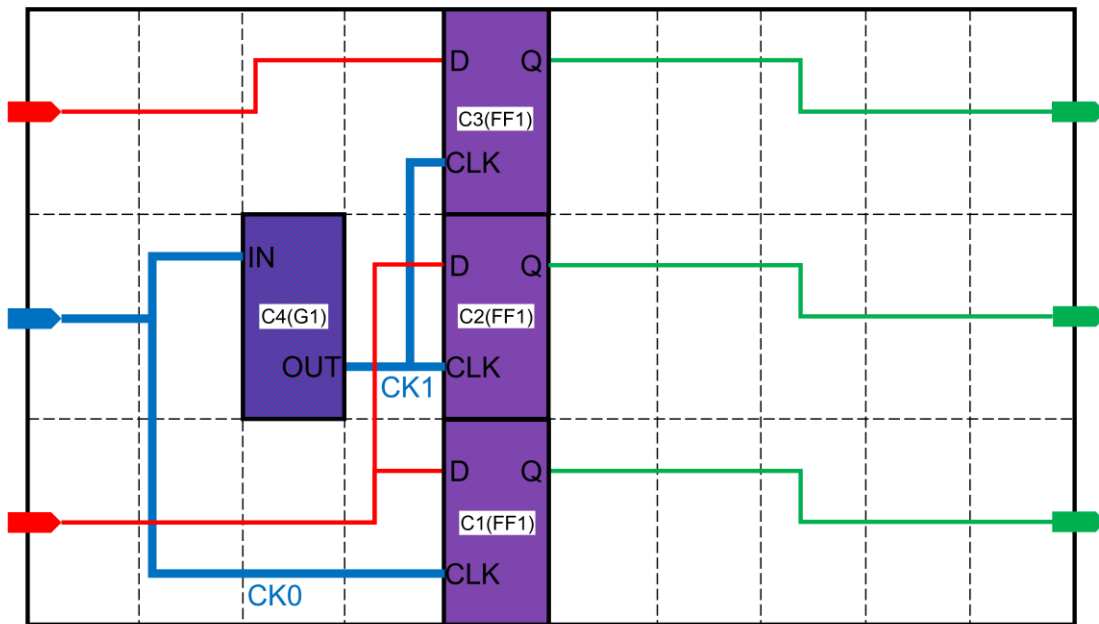 D Q
C3(FF1)
CLK
IN
D Q
C4(G1)
C2(FF1)
OUT
CLK
CK1
D Q
C1(FF1)
CLK
CK0